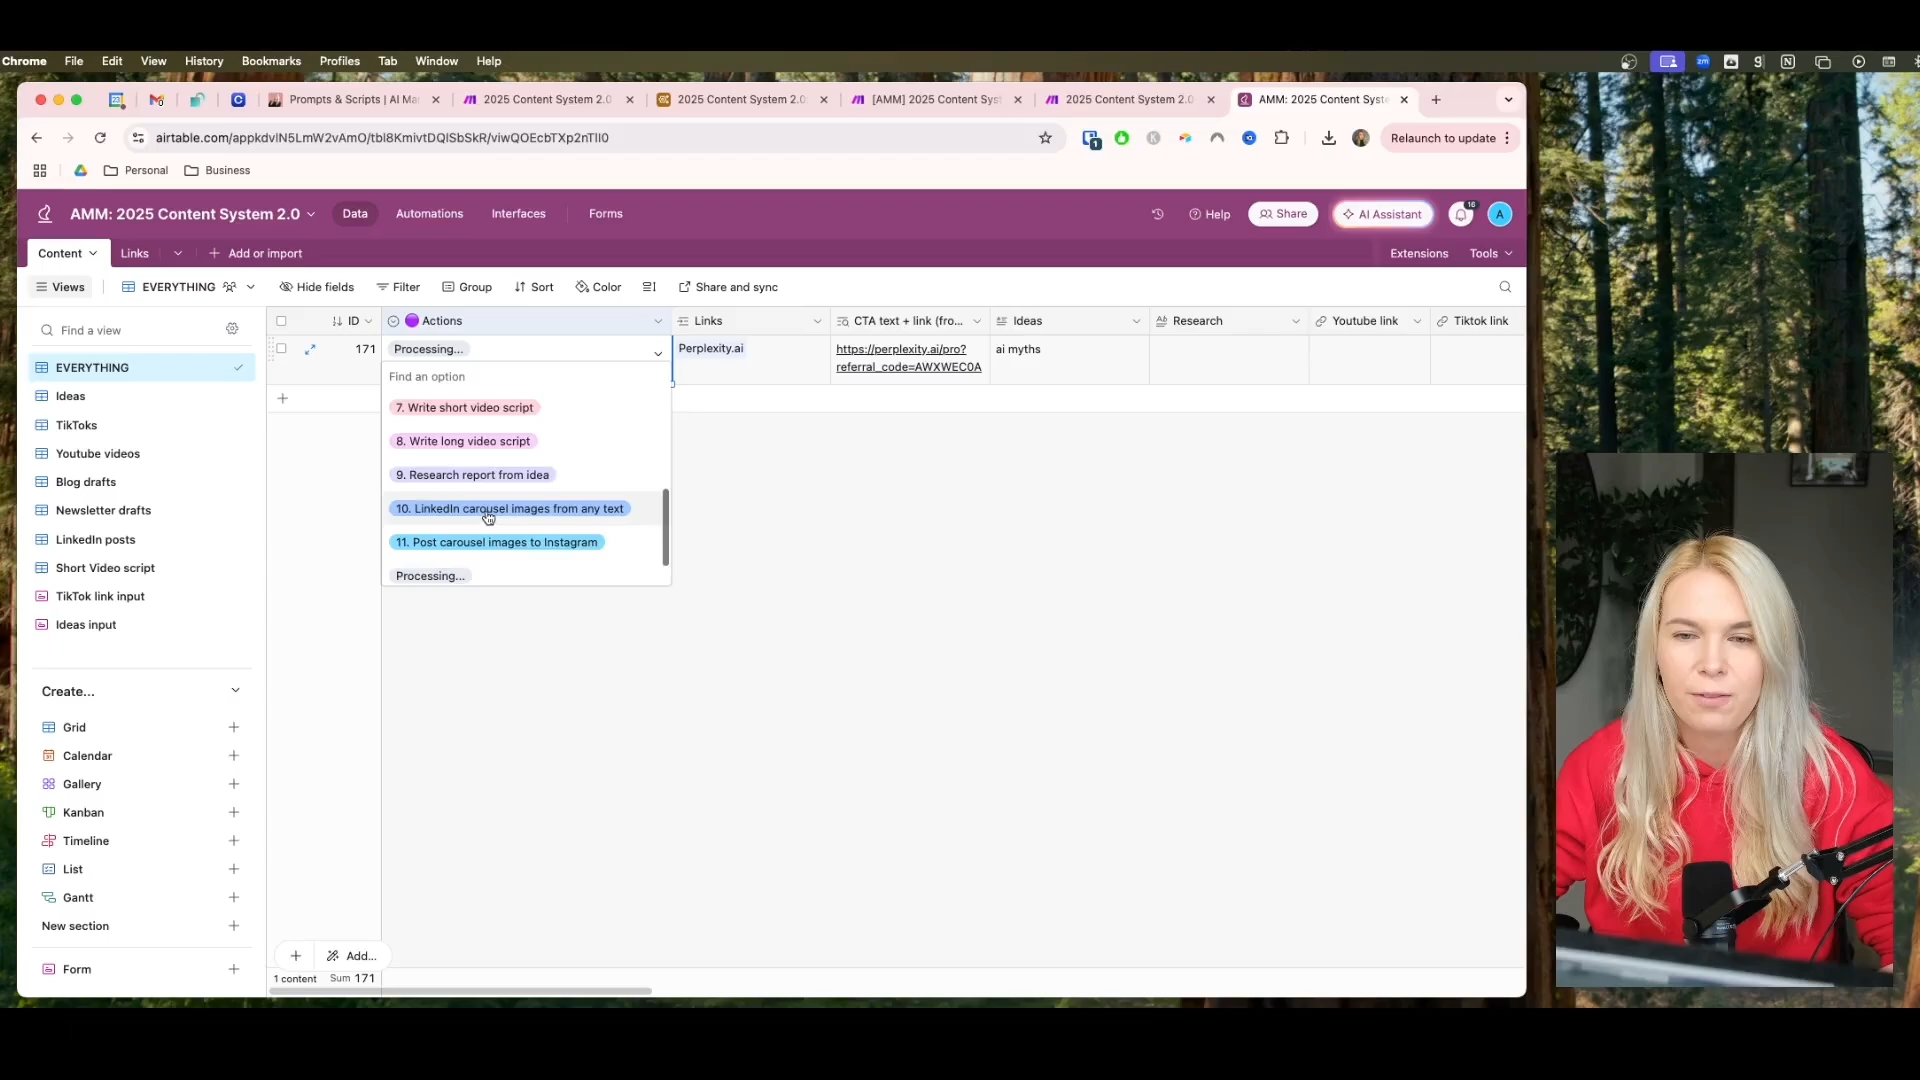 Chrome File Edit View History Bookmarks Profiles Tab Window Help
Prompts & Scripts | AI Ma
2025 Content System 2.0
2025 Content System 2.0
[AMM] 2025 Content Syst
2025 Content System 2.0
AMM: 2025 Content Syste
airtable.com/appkdvlN5LmW2vAmO/tbl8KmivtDQlSbSkR/viwQOEcbTXp2nTlI0
Relaunch to update
Personal
Business
AMM: 2025 Content System 2.0
Data
Automations
Interfaces
Forms
Help
Share
AI Assistant
16
A
Content
Links
Add or import
Extensions
Tools
Views
EVERYTHING
Hide fields
Filter
Group
Sort
Color
Share and sync
Find a view
EVERYTHING
Ideas
TikToks
Youtube videos
Blog drafts
Newsletter drafts
LinkedIn posts
Short Video script
TikTok link input
Ideas input
Create...
Grid
Calendar
Gallery
Kanban
Timeline
List
Gantt
New section
Form
ID
Actions
Links
CTA text + link (fro...
Ideas
Research
Youtube link
Tiktok link
171
Processing...
Perplexity.ai
https://perplexity.ai/pro?
referral_code=AWXWEC0A
ai myths
Find an option
7. Write short video script
8. Write long video script
9. Research report from idea
10. LinkedIn carousel images from any text
11. Post carousel images to Instagram
Processing...
Add...
1 content
Sum 171